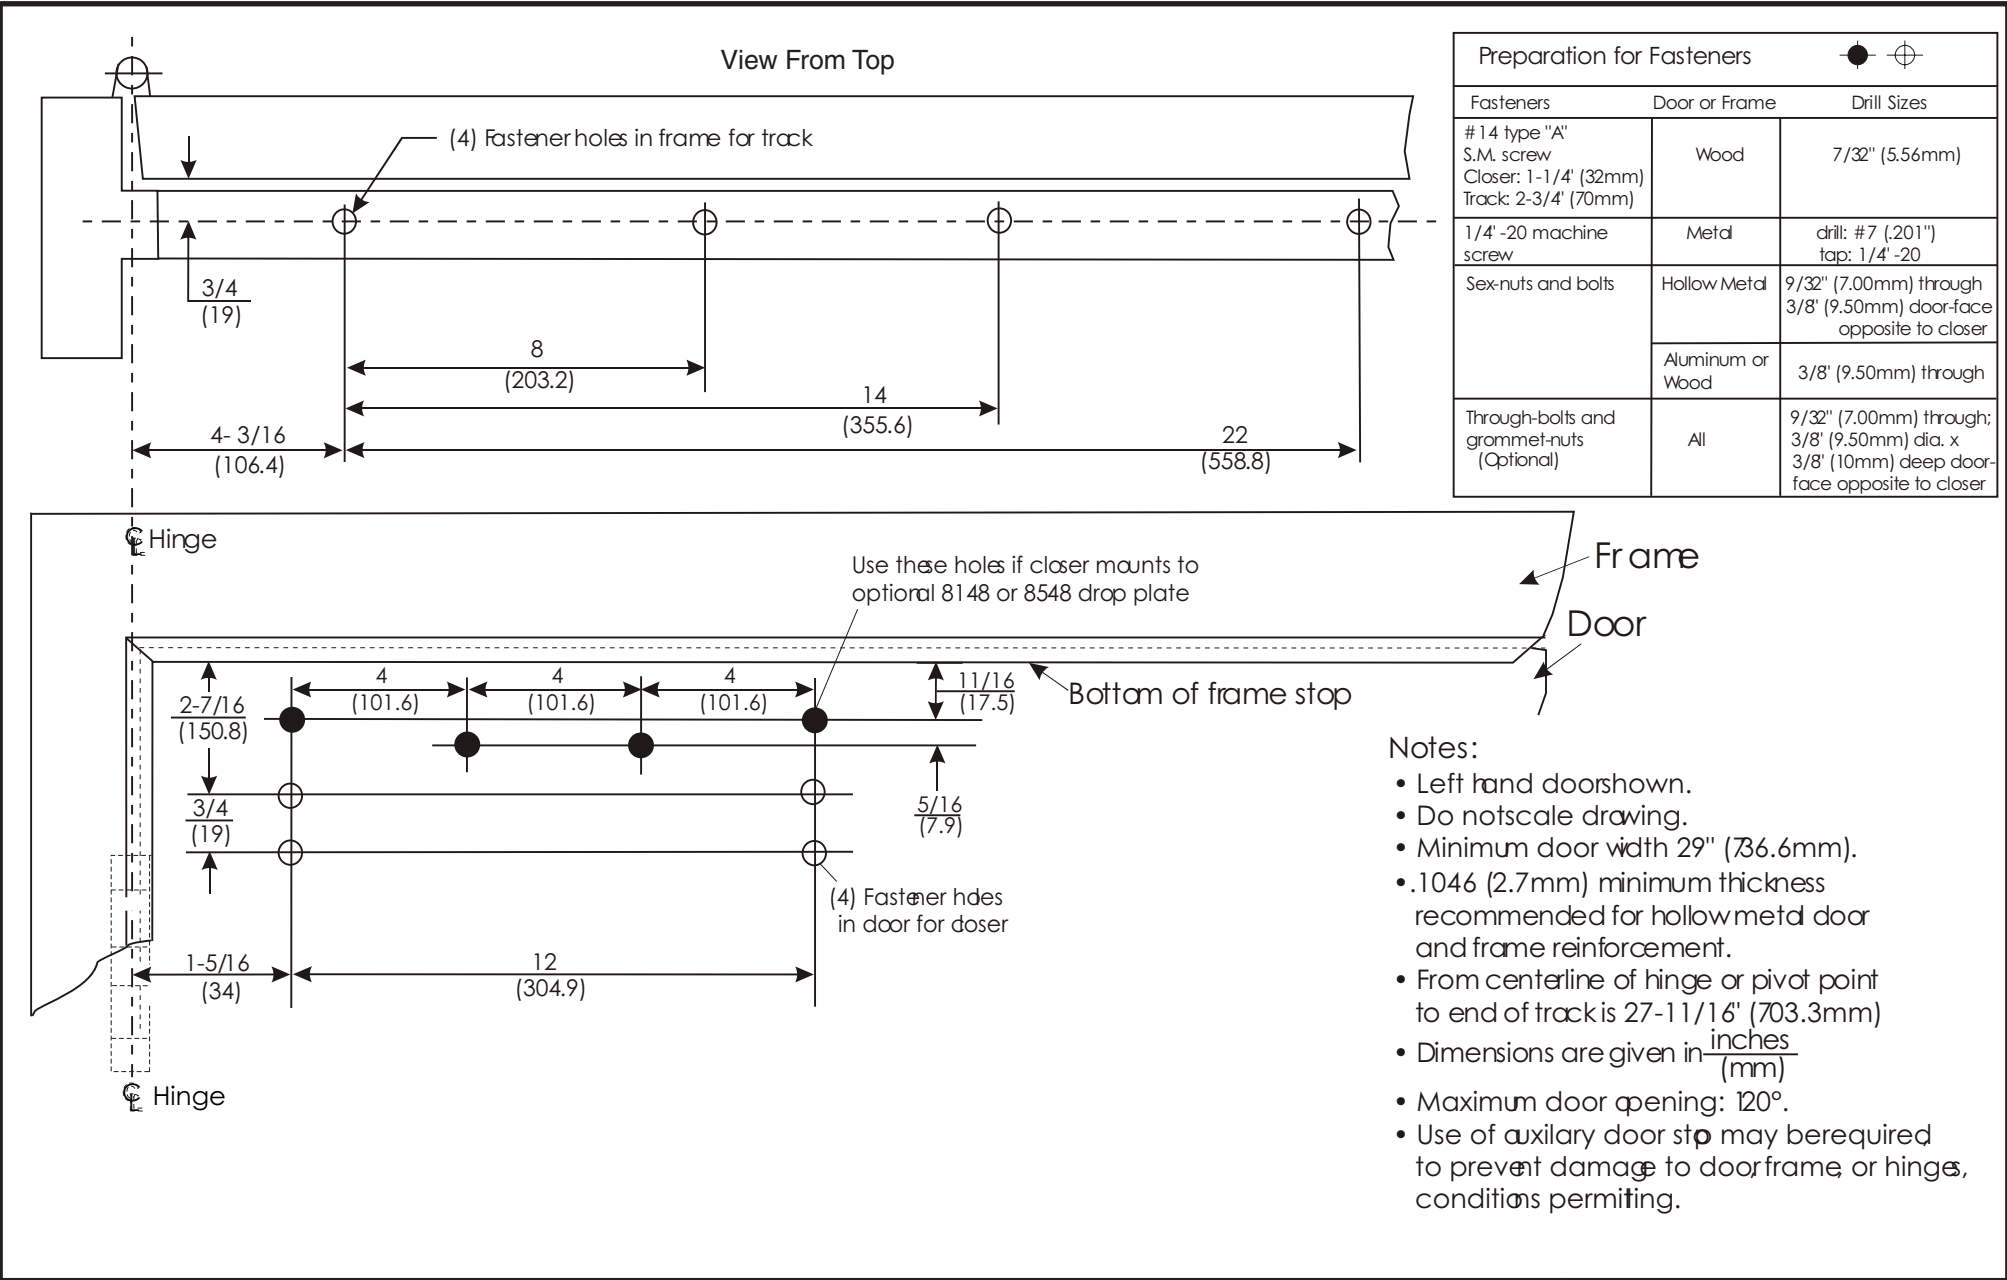 View From Top
(4) Fastener holes in frame for track
3/4
(19)
8
(203.2)
14
(355.6)
4- 3/16
(106.4)
22
(558.8)
Preparation for Fasteners
Fasteners Door or Frame Drill Sizes
#14 type "A"
S.M. screw
Closer: 1-1/4' (32mm)
Track: 2-3/4' (70mm)
Wood
7/32" (5.56mm)
1/4' -20 machine
screw
Metal
drill: #7 (.201")
tap: 1/4' -20
Sex-nuts and bolts
Hollow Metal
9/32" (7.00mm) through
3/8' (9.50mm) door-face
opposite to closer
Aluminum or
Wood
3/8' (9.50mm) through
Through-bolts and
grommet-nuts
(Optional)
All
9/32" (7.00mm) through;
3/8' (9.50mm) dia. x
3/8' (10mm) deep door-
face opposite to closer
℄ Hinge
Use these holes if closer mounts to
optional 8148 or 8548 drop plate
Frame
Door
4
(101.6)
4
(101.6)
4
(101.6)
11/16
(17.5)
Bottom of frame stop
2-7/16
(150.8)
3/4
(19)
5/16
(7.9)
(4) Fastener holes
in door for closer
1-5/16
(34)
12
(304.9)
℄ Hinge
Notes:
• Left hand door shown.
• Do not scale drawing.
• Minimum door width 29" (736.6mm).
• .1046 (2.7mm) minimum thickness
recommended for hollow metal door
and frame reinforcement.
• From centerline of hinge or pivot point
to end of track is 27-11/16" (703.3mm)
• Dimensions are given in inches
(mm)
• Maximum door opening: 120°.
• Use of auxilary door stop may be required,
to prevent damage to door, frame, or hinges,
conditions permitting.